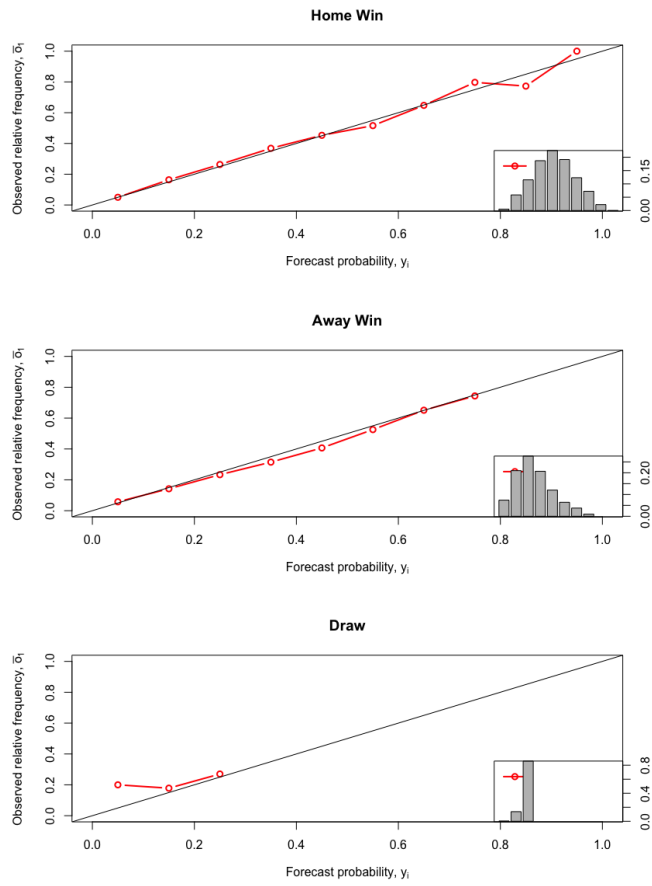 Home Win
Observed relative frequency, o̅₁
0.0 0.2 0.4 0.6 0.8 1.0
0.00 0.15
0.0 0.2 0.4 0.6 0.8 1.0
Forecast probability, yᵢ
Away Win
Observed relative frequency, o̅₁
0.0 0.2 0.4 0.6 0.8 1.0
0.00 0.20
0.0 0.2 0.4 0.6 0.8 1.0
Forecast probability, yᵢ
Draw
Observed relative frequency, o̅₁
0.0 0.2 0.4 0.6 0.8 1.0
0.0 0.4 0.8
0.0 0.2 0.4 0.6 0.8 1.0
Forecast probability, yᵢ